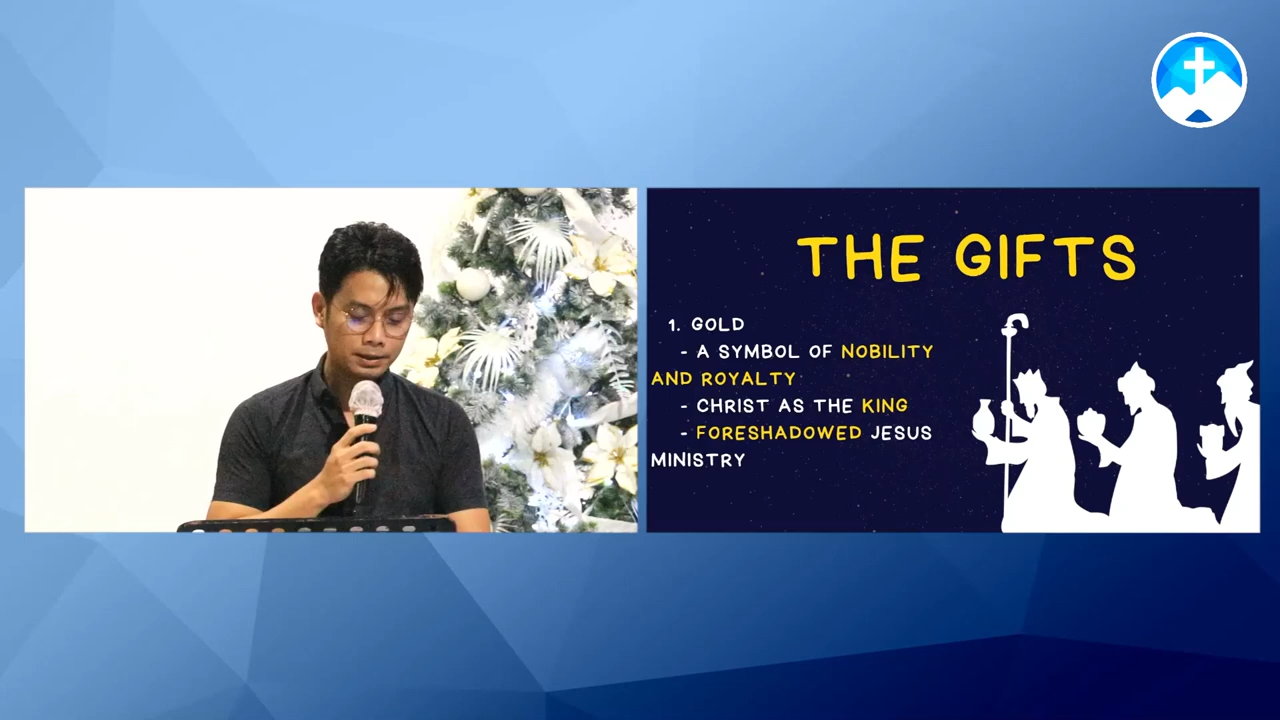 THE GIFTS
1. GOLD
- A SYMBOL OF NOBILITY
AND ROYALTY
- CHRIST AS THE KING
- FORESHADOWED JESUS
MINISTRY